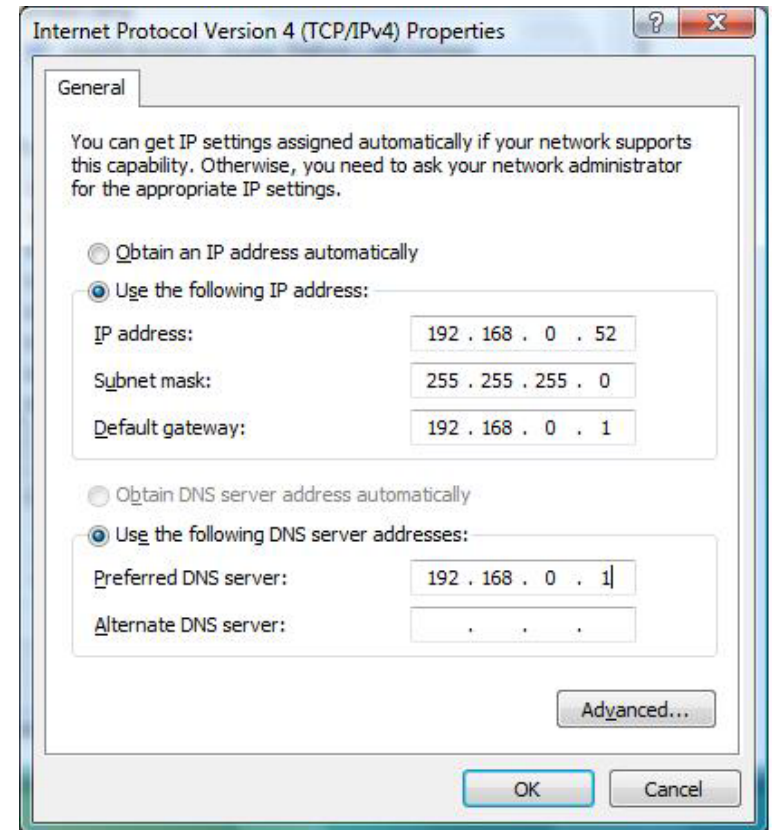 Internet Protocol Version 4 (TCP/IPv4) Properties
?
General
You can get IP settings assigned automatically if your network supports
this capability. Otherwise, you need to ask your network administrator
for the appropriate IP settings.
Obtain an IP address automatically
Use the following IP address:
IP address: 192 . 168 . 0 . 52
Subnet mask: 255 . 255 . 255 . 0
Default gateway: 192 . 168 . 0 . 1
Obtain DNS server address automatically
Use the following DNS server addresses:
Preferred DNS server: 192 . 168 . 0 . 1
Alternate DNS server: . . .
Advanced...
OK Cancel